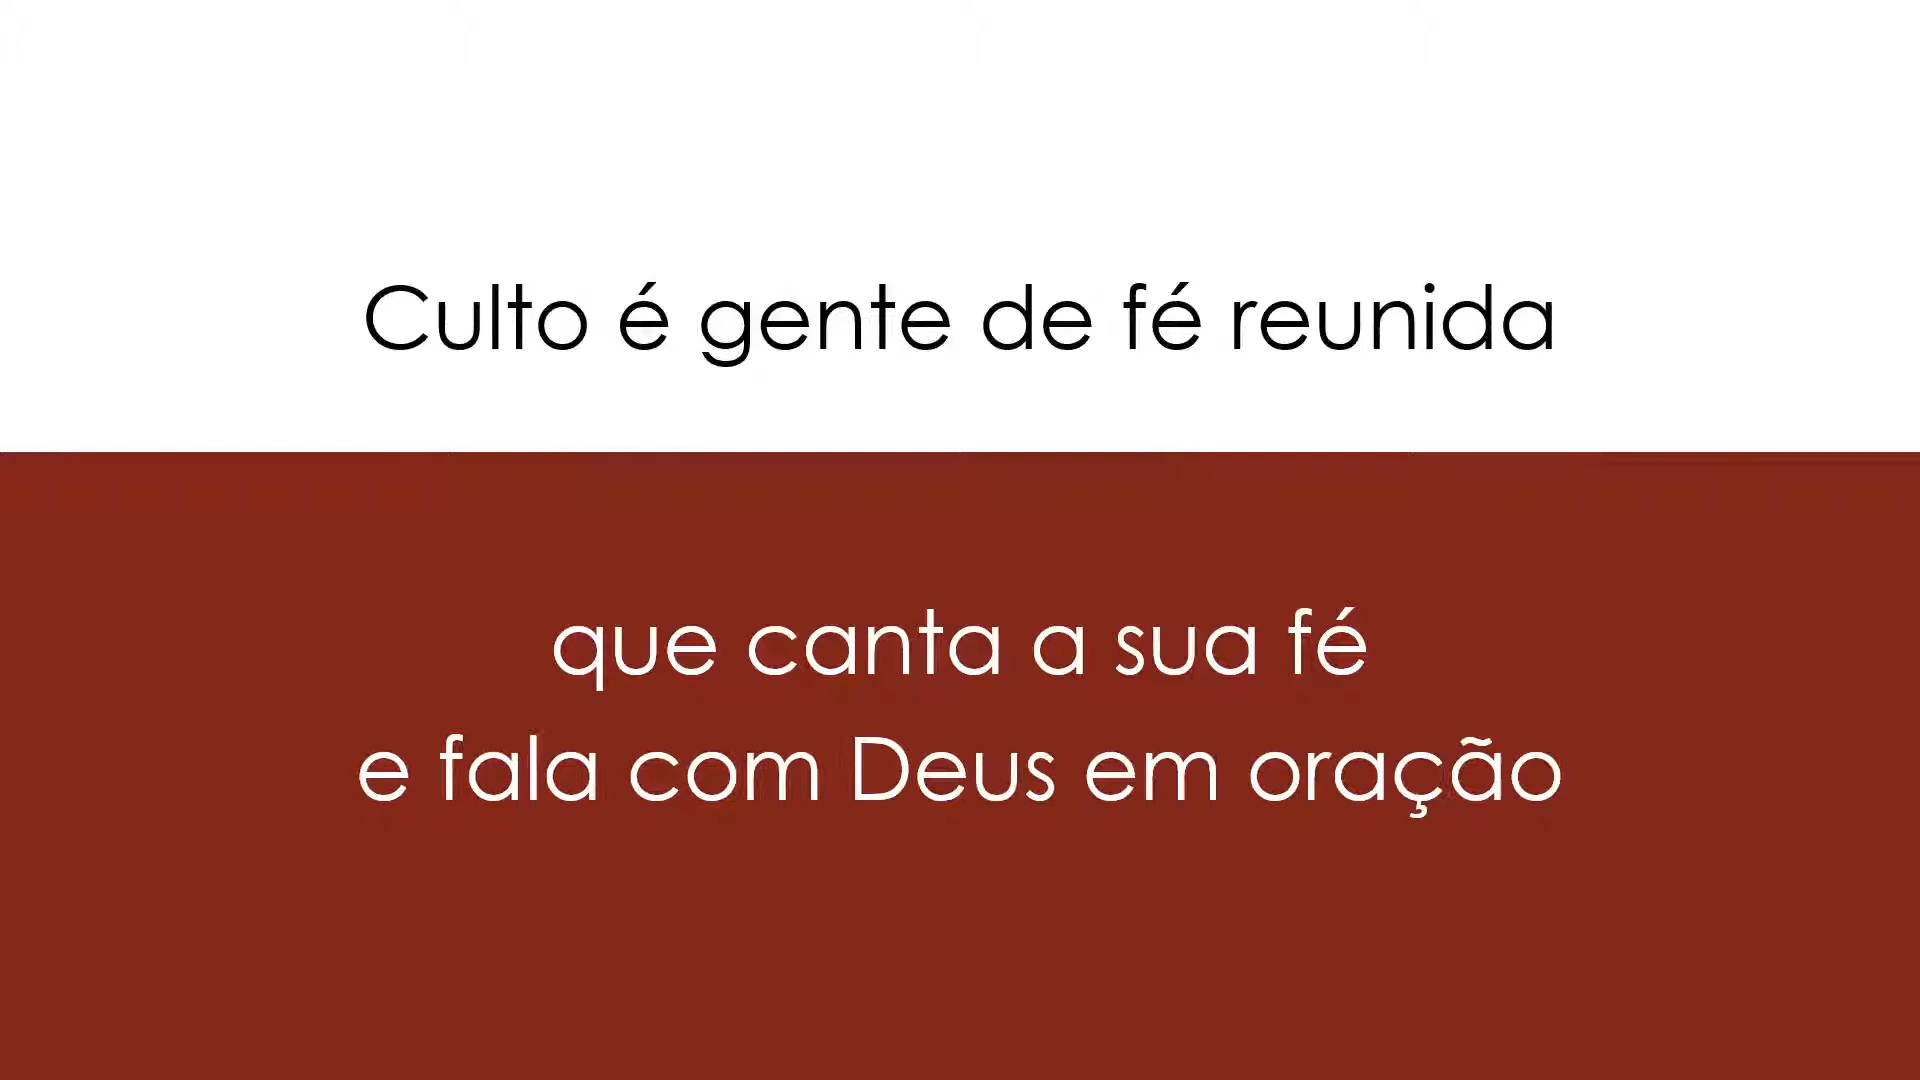 Culto é gente de fé reunida
que canta a sua fé
e fala com Deus em oração